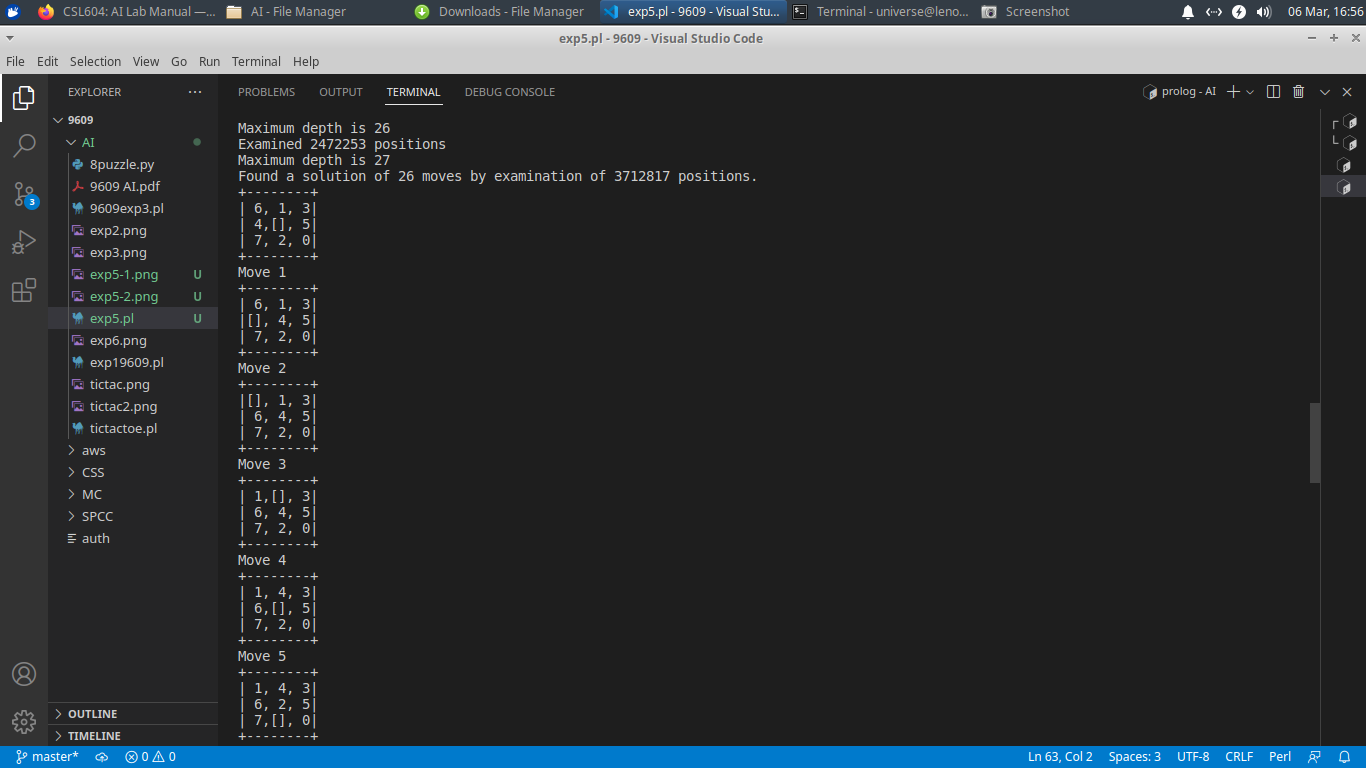 CSL604: AI Lab Manual —...
AI - File Manager
Downloads - File Manager
exp5.pl - 9609 - Visual Stu...
Terminal - universe@leno...
Screenshot
06 Mar, 16:56
exp5.pl - 9609 - Visual Studio Code
File Edit Selection View Go Run Terminal Help
EXPLORER
PROBLEMS OUTPUT TERMINAL DEBUG CONSOLE
prolog - AI
9609
AI
8puzzle.py
9609 AI.pdf
9609exp3.pl
exp2.png
exp3.png
exp5-1.png U
exp5-2.png U
exp5.pl U
exp6.png
exp19609.pl
tictac.png
tictac2.png
tictactoe.pl
aws
CSS
MC
SPCC
auth
3
OUTLINE
TIMELINE
Maximum depth is 26
Examined 2472253 positions
Maximum depth is 27
Found a solution of 26 moves by examination of 3712817 positions.
+--------+
| 6, 1, 3|
| 4,[], 5|
| 7, 2, 0|
+--------+
Move 1
+--------+
| 6, 1, 3|
|[], 4, 5|
| 7, 2, 0|
+--------+
Move 2
+--------+
|[], 1, 3|
| 6, 4, 5|
| 7, 2, 0|
+--------+
Move 3
+--------+
| 1,[], 3|
| 6, 4, 5|
| 7, 2, 0|
+--------+
Move 4
+--------+
| 1, 4, 3|
| 6,[], 5|
| 7, 2, 0|
+--------+
Move 5
+--------+
| 1, 4, 3|
| 6, 2, 5|
| 7,[], 0|
+--------+
master* 0 0
Ln 63, Col 2 Spaces: 3 UTF-8 CRLF Perl